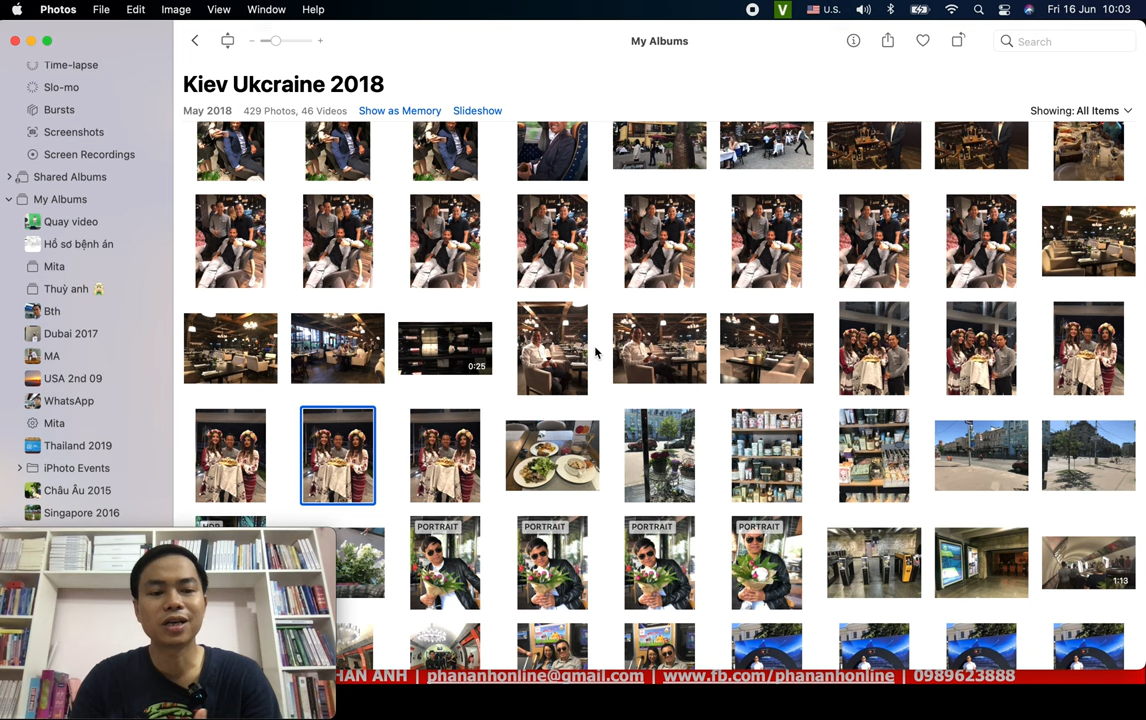 Photos File Edit Image View Window Help
V U.S. Fri 16 Jun 10:03
My Albums
Search
Time-lapse
Slo-mo
Bursts
Screenshots
Screen Recordings
Shared Albums
My Albums
Quay video
Hồ sơ bệnh án
Mita
Thuỳ anh
Bth
Dubai 2017
MA
USA 2nd 09
WhatsApp
Mita
Thailand 2019
iPhoto Events
Châu Âu 2015
Singapore 2016
Kiev Ukcraine 2018
May 2018 429 Photos, 46 Videos Show as Memory Slideshow
Showing: All Items
0:25
HDR
PORTRAIT PORTRAIT PORTRAIT PORTRAIT
1:13
HAN ANH | phananhonline@gmail.com | www.fb.com/phananhonline | 0989623888